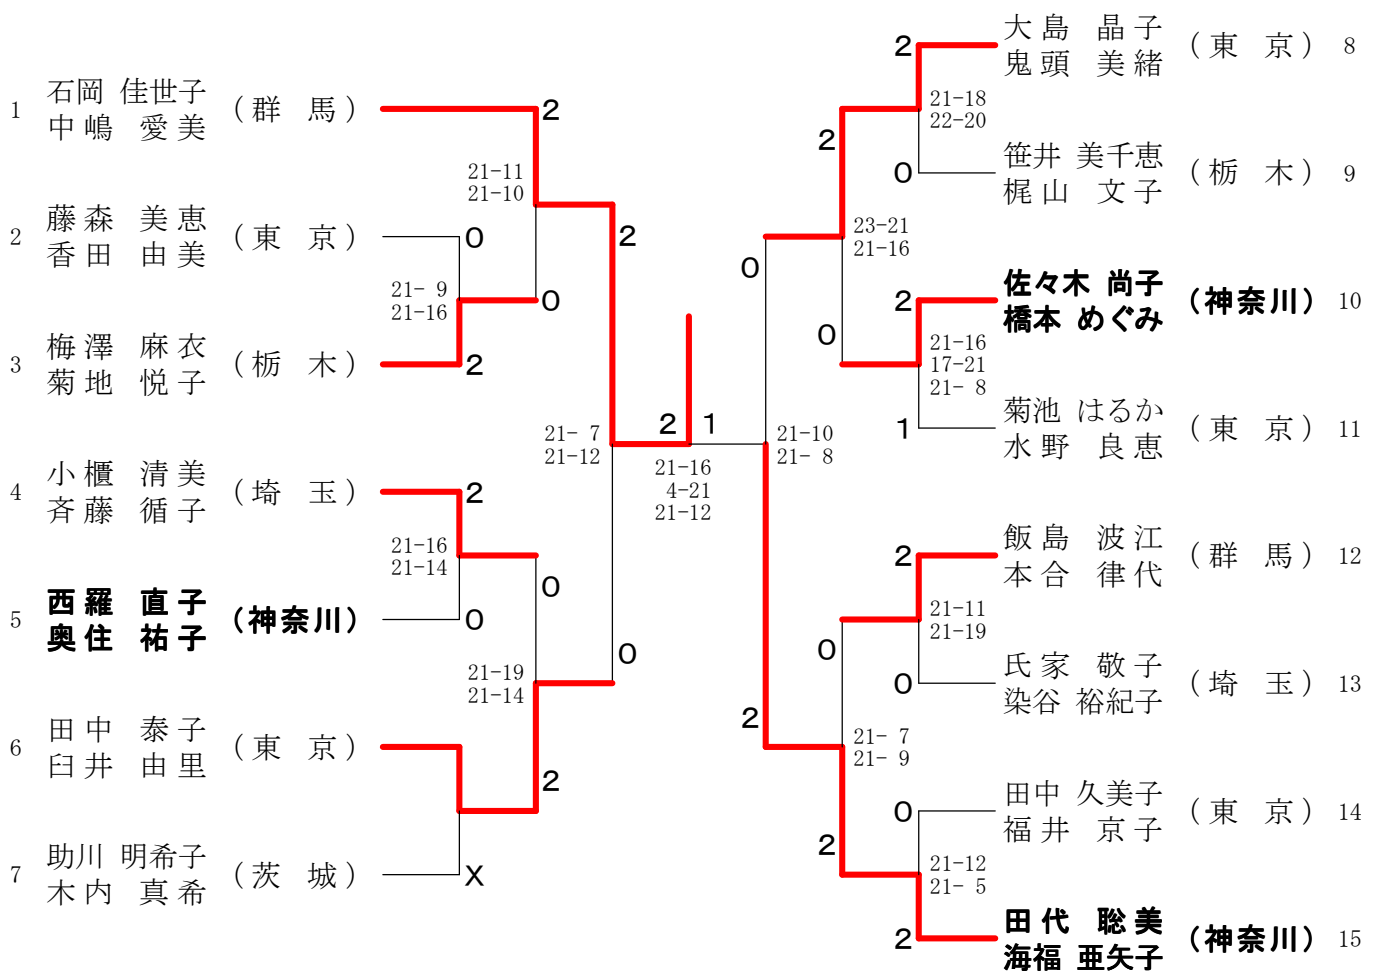 1 石岡 佳世子 (群 馬) 2
中嶋 愛美
21-11
21-10
2 藤森 美恵 (東 京) 0
香田 由美
2
21- 9
21-16
0
3 梅澤 麻衣 (栃 木) 2
菊地 悦子
21- 7
21-12
4 小櫃 清美 (埼 玉) 2
斉藤 循子
21-16
21-14
0
5 西羅 直子 (神奈川) 0
奥住 祐子
0
21-19
21-14
6 田中 泰子 (東 京)
臼井 由里
2
7 助川 明希子 (茨 城) X
木内 真希
2 1
21-16
4-21
21-12
2 大島 晶子 (東 京) 8
鬼頭 美緒
21-18
22-20
2
0 笹井 美千恵 (栃 木) 9
梶山 文子
23-21
21-16
0
2 佐々木 尚子 (神奈川) 10
橋本 めぐみ
0
21-16
17-21
21- 8
1 菊池 はるか (東 京) 11
水野 良恵
21-10
21- 8
2 飯島 波江 (群 馬) 12
本合 律代
21-11
21-19
0
0 氏家 敬子 (埼 玉) 13
染谷 裕紀子
2
21- 7
21- 9
0 田中 久美子 (東 京) 14
福井 京子
2
21-12
21- 5
2 田代 聡美 (神奈川) 15
海福 亜矢子